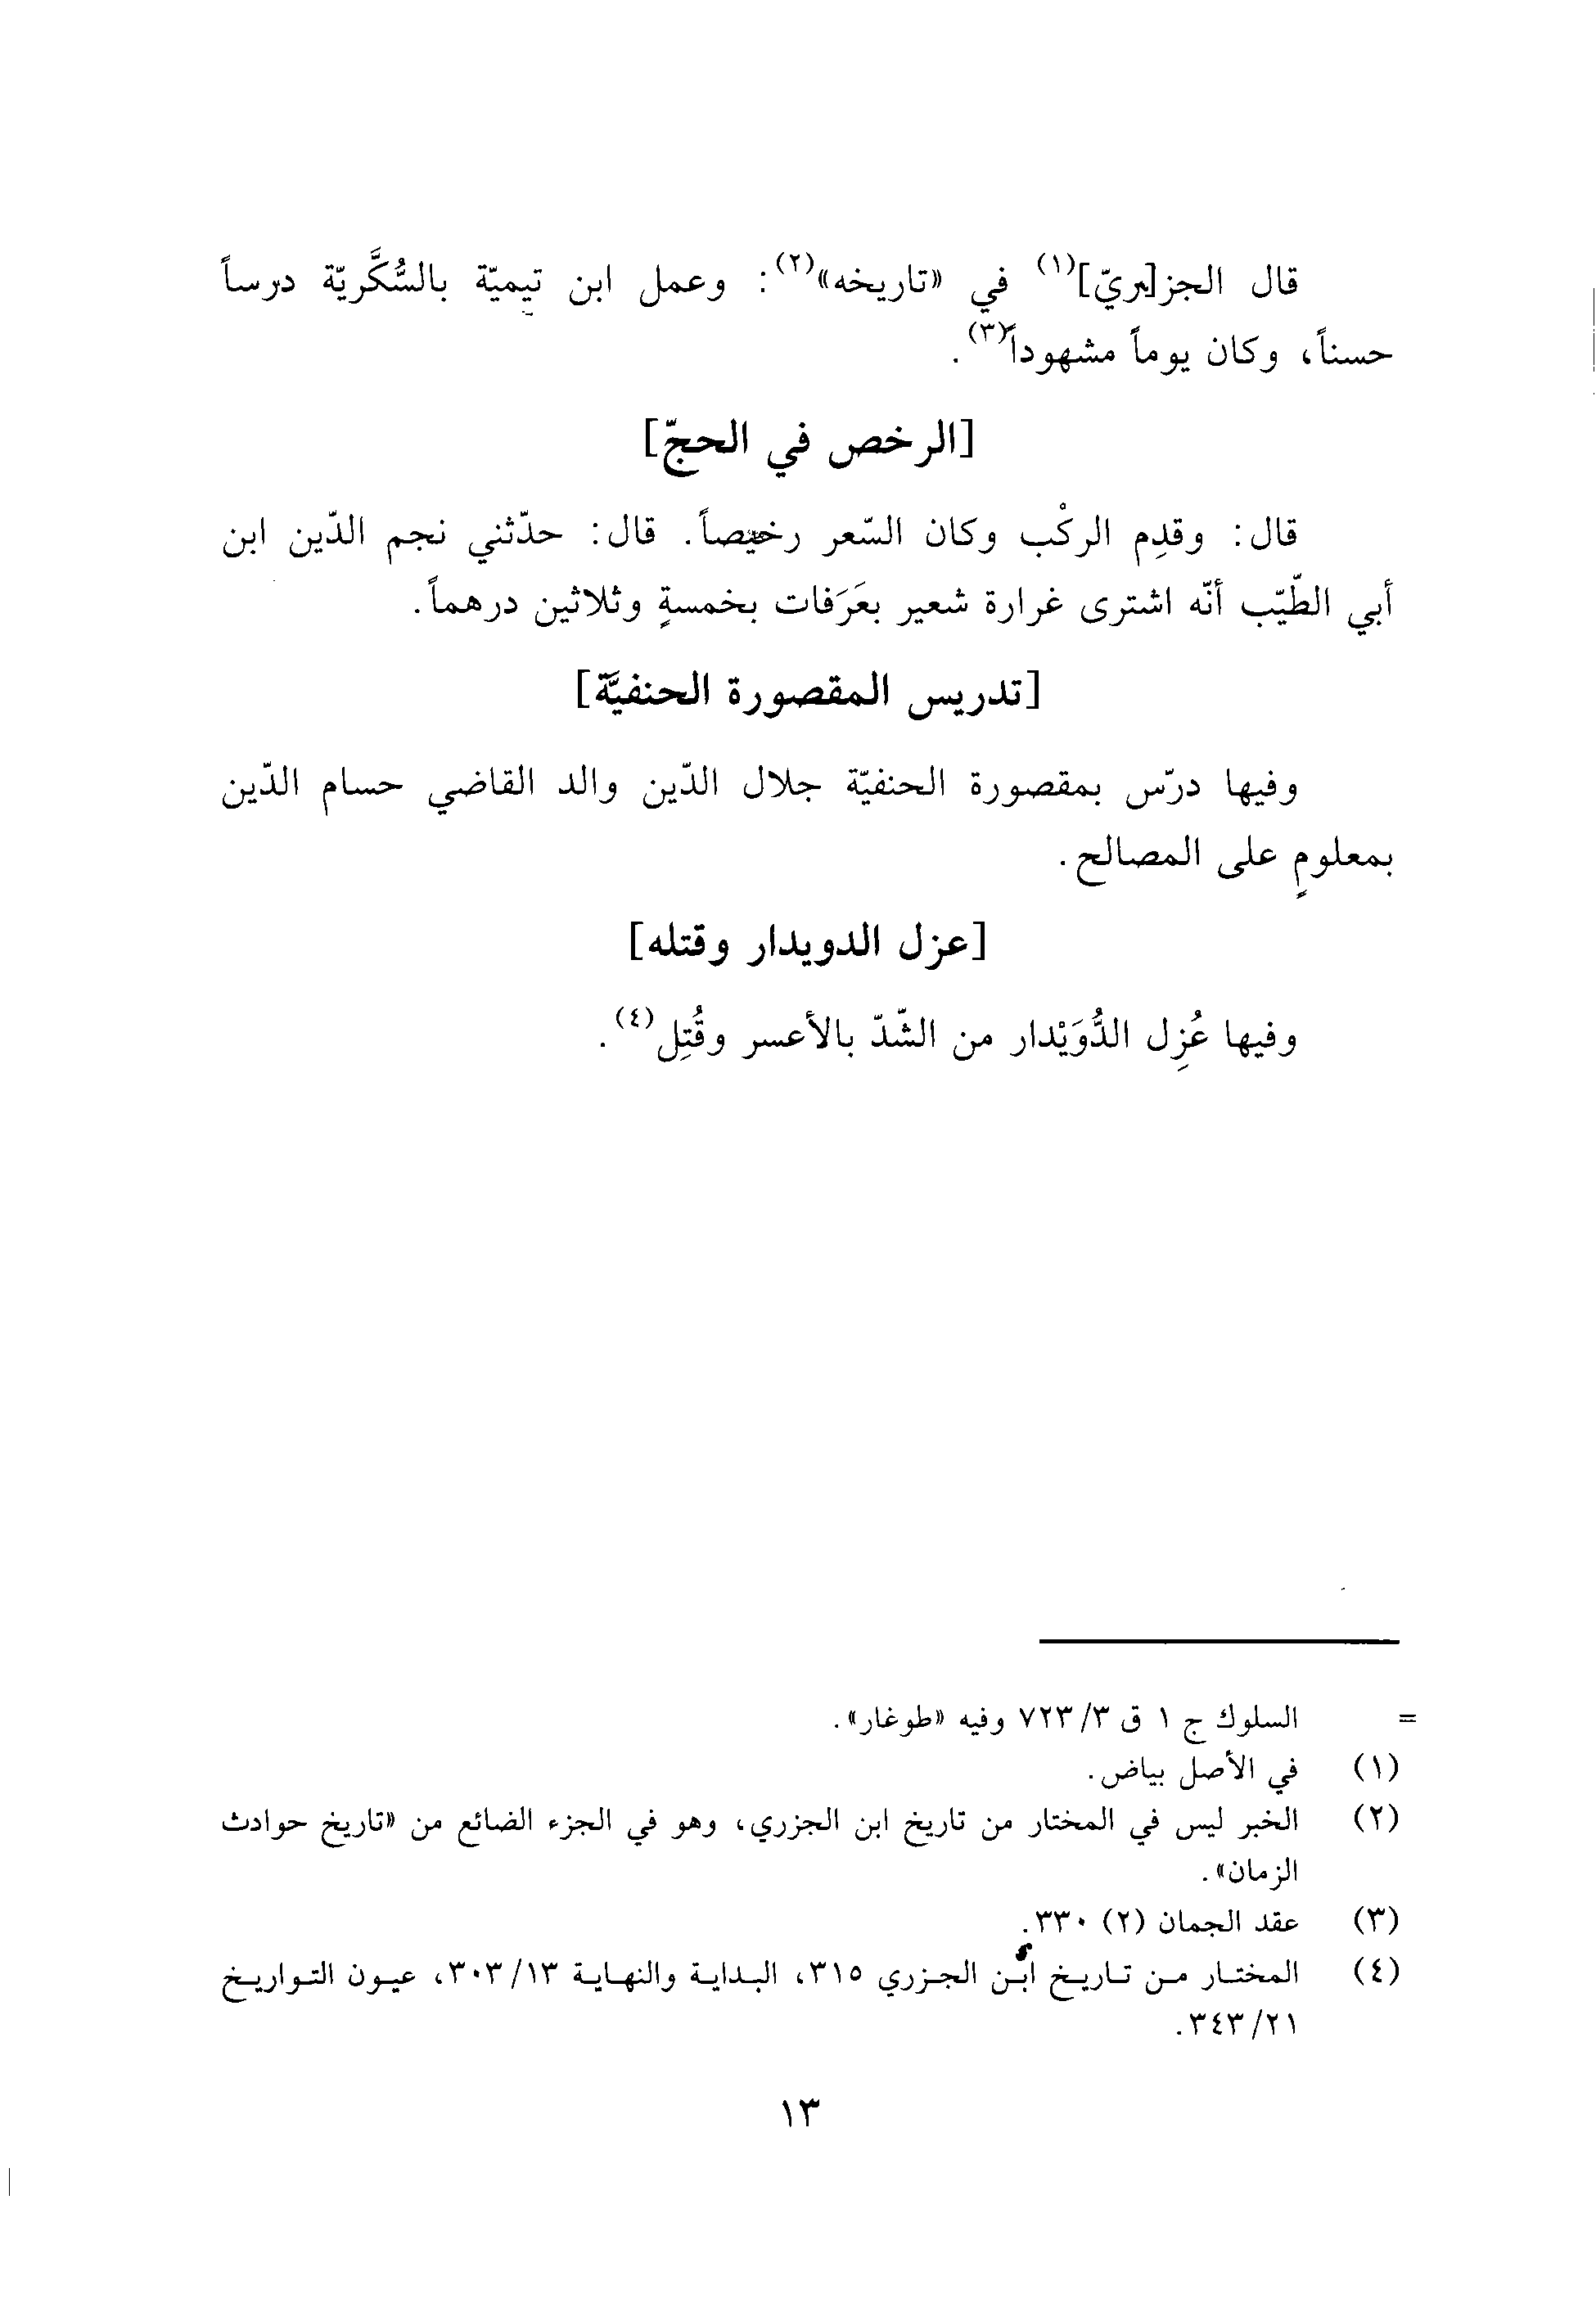 قال الجز[ريّ](١) في «تاريخه»(٢): وعمل ابن تيميّة بالسُّكَّريّة درساً
حسناً، وكان يوماً مشهوداً(٣).
[الرخص في الحجّ]
قال: وقدِم الركْب وكان السّعر رخيصاً. قال: حدّثني نجم الدّين ابن
أبي الطّيّب أنّه اشترى غرارة شعير بعَرَفات بخمسةٍ وثلاثين درهماً.
[تدريس المقصورة الحنفيَّة]
وفيها درّس بمقصورة الحنفيّة جلال الدّين والد القاضي حسام الدّين
بمعلومٍ على المصالح.
[عزل الدويدار وقتله]
وفيها عُزِل الدُّوَيْدار من الشّدّ بالأعسر وقُتِل(٤).
= السلوك ج ١ ق ٣/ ٧٢٣ وفيه «طوغار».
(١) في الأصل بياض.
(٢) الخبر ليس في المختار من تاريخ ابن الجزري، وهو في الجزء الضائع من «تاريخ حوادث
الزمان».
(٣) عقد الجمان (٢) ٣٣٠.
(٤) المختار من تاريخ ابن الجزري ٣١٥، البداية والنهاية ١٣/ ٣٠٣، عيون التواريخ
٢١/ ٣٤٣.
١٣